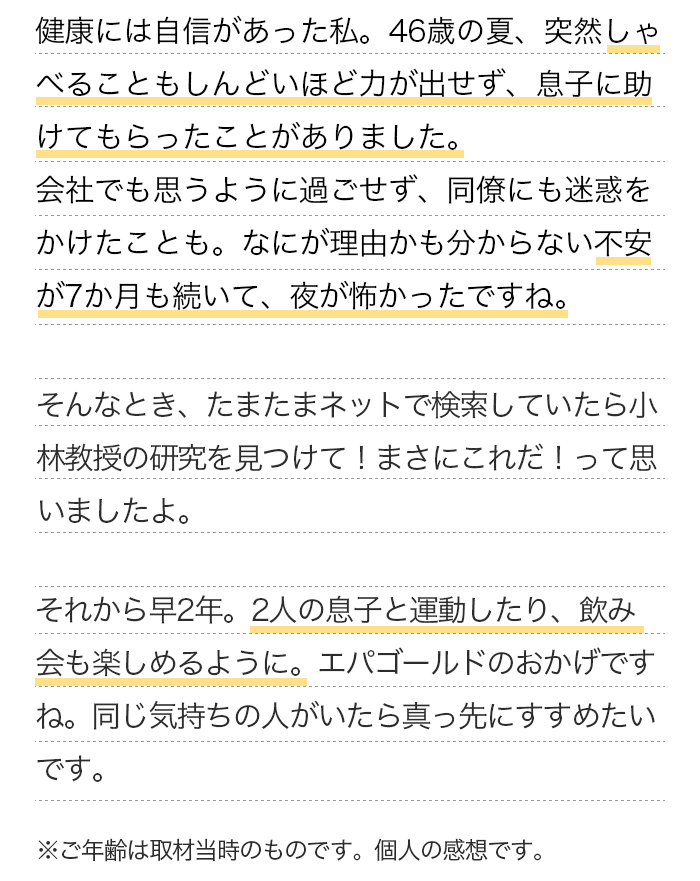 健康には自信があった私。46歳の夏、突然しゃ
べることもしんどいほど力が出せず、息子に助
けてもらったことがありました。
会社でも思うように過ごせず、同僚にも迷惑を
かけたことも。なにが理由かも分からない不安
が7か月も続いて、夜が怖かったですね。
そんなとき、たまたまネットで検索していたら小
林教授の研究を見つけて！まさにこれだ！って思
いましたよ。
それから早2年。2人の息子と運動したり、飲み
会も楽しめるように。エパゴールドのおかげです
ね。同じ気持ちの人がいたら真っ先にすすめたい
です。
※ご年齢は取材当時のものです。個人の感想です。